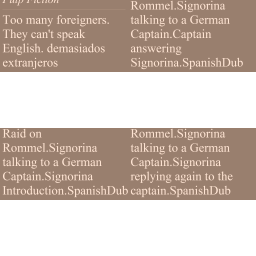 Pulp Fiction
Too many foreigners.
They can't speak
English. demasiados
extranjeros
Rommel.Signorina
talking to a German
Captain.Captain
answering
Signorina.SpanishDub
Raid on
Rommel.Signorina
talking to a German
Captain.Signorina
Introduction.SpanishDub
Rommel.Signorina
talking to a German
Captain.Signorina
replying again to the
captain.SpanishDub